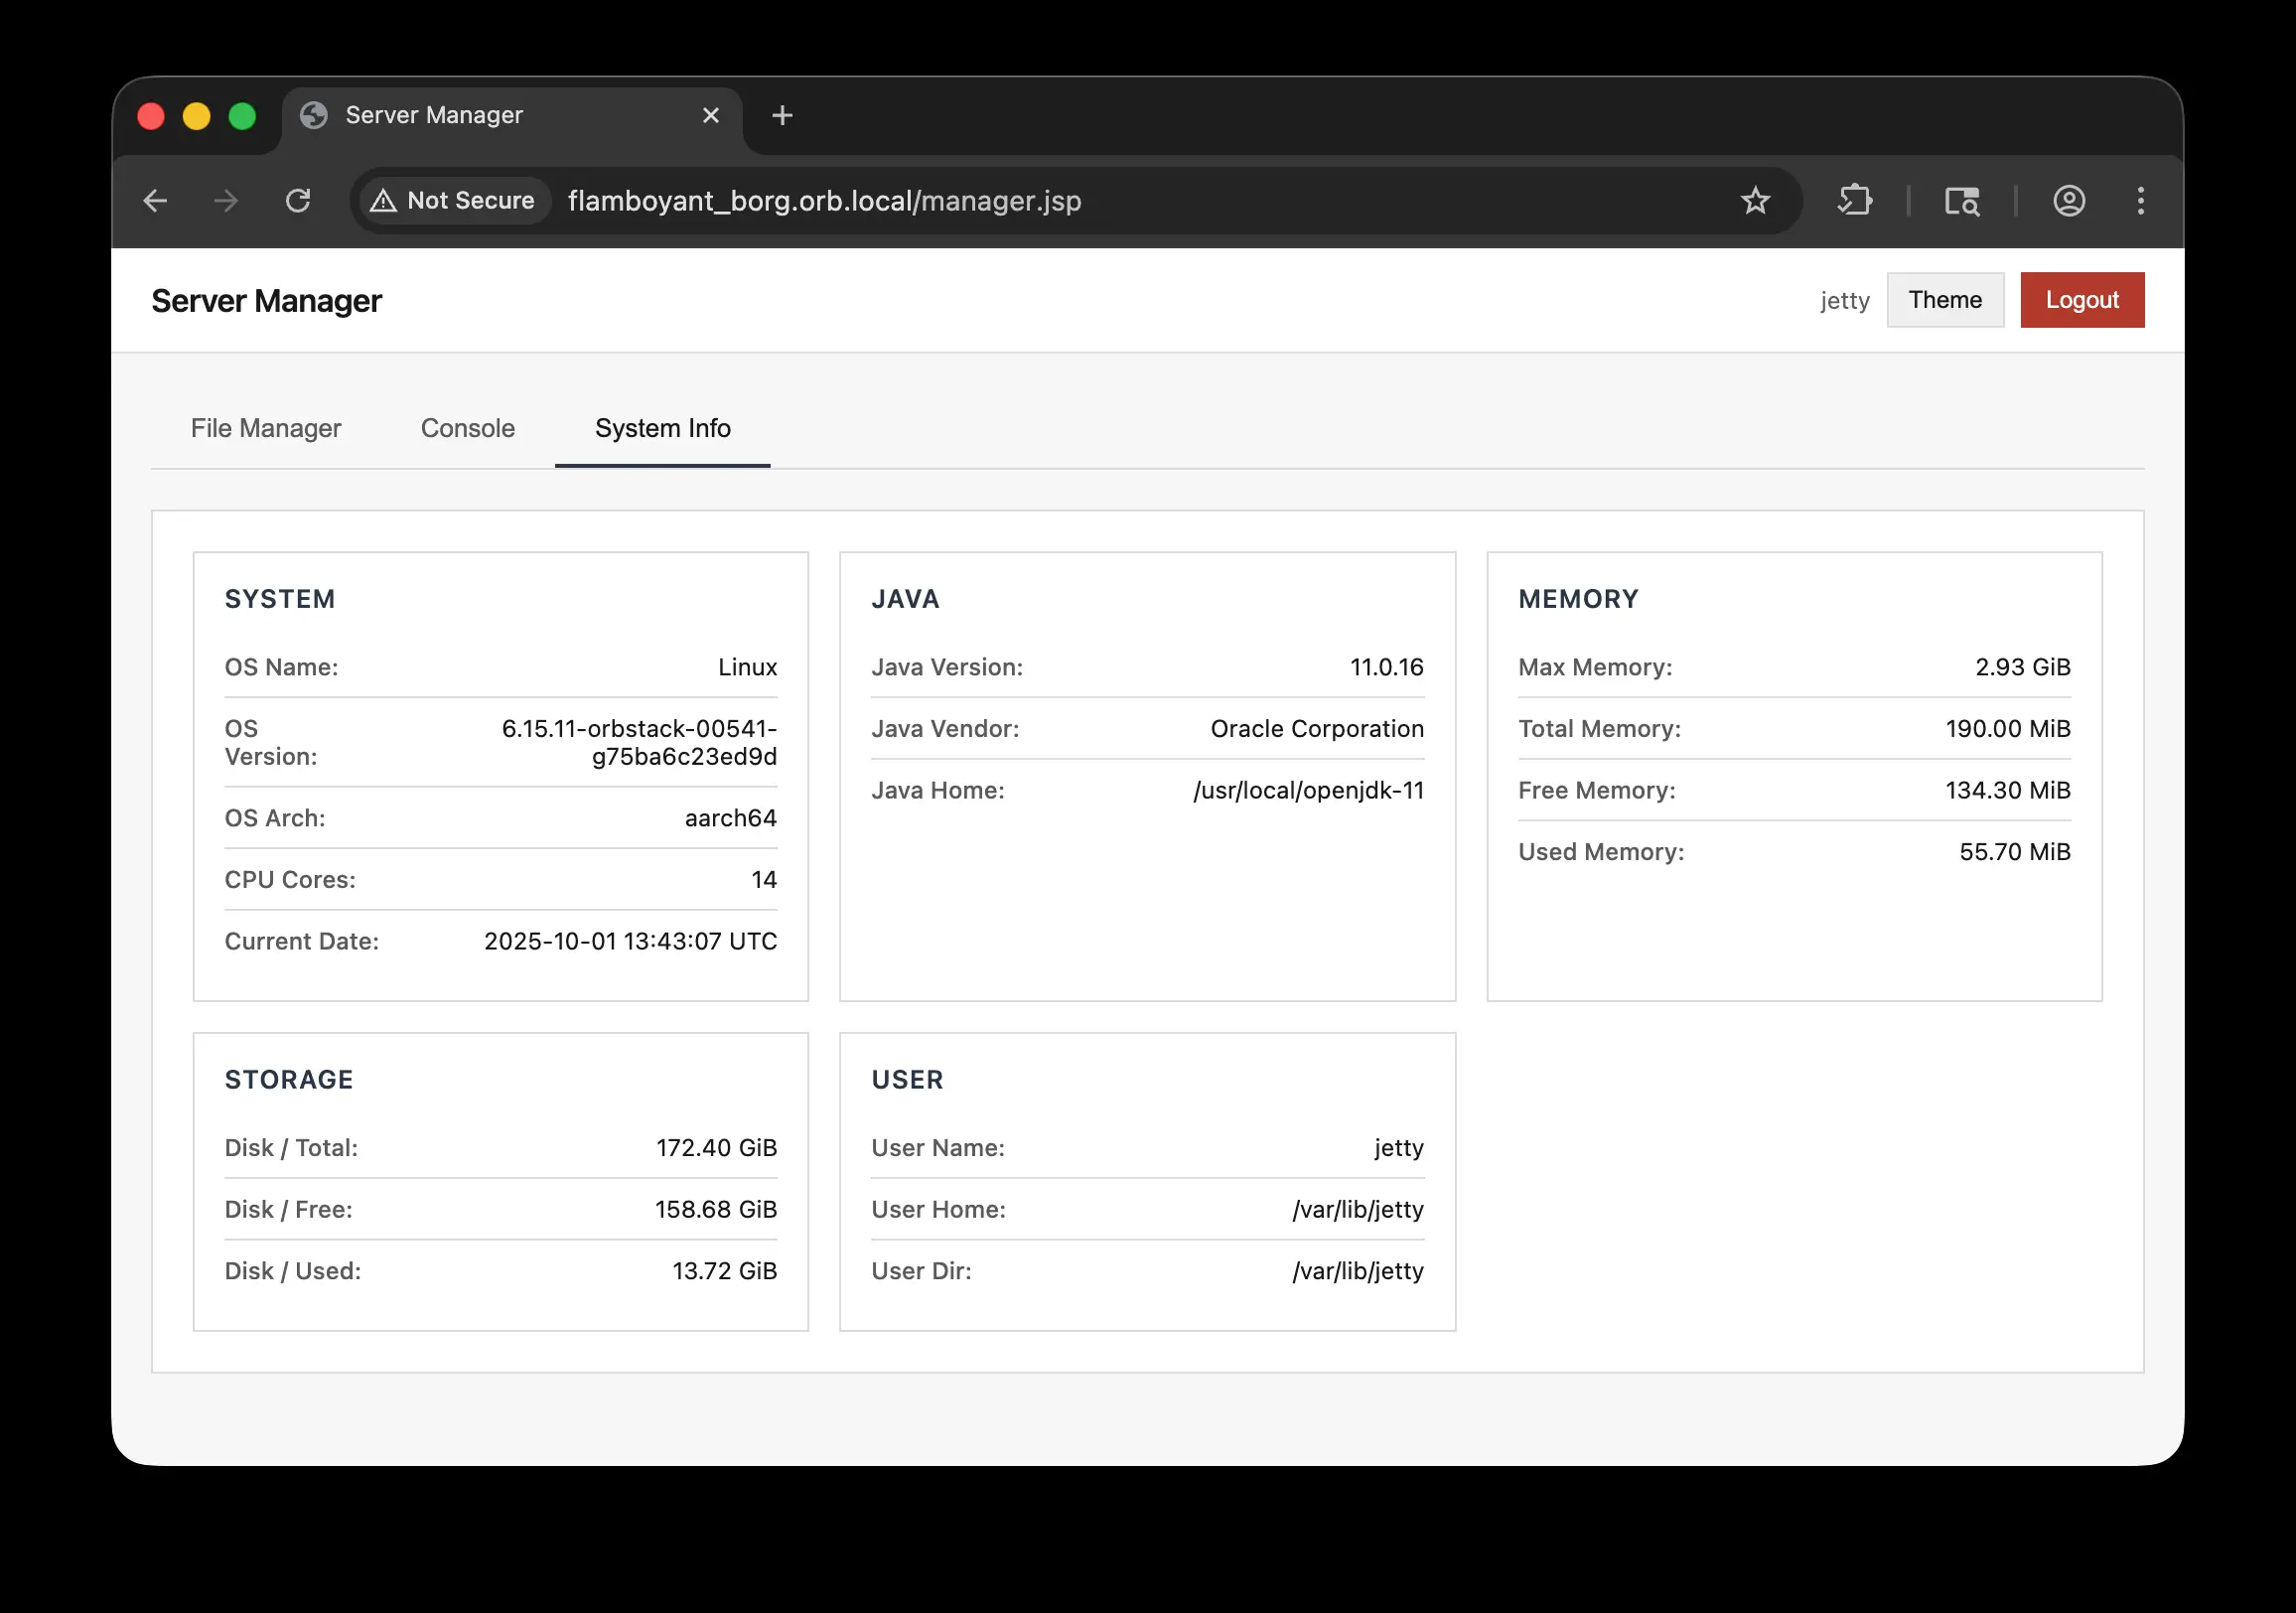 Server Manager
Not Secure flamboyant_borg.orb.local/manager.jsp
Server Manager
jetty Theme Logout
File Manager Console System Info
SYSTEM
OS Name: Linux
OS Version: 6.15.11-orbstack-00541-
g75ba6c23ed9d
OS Arch: aarch64
CPU Cores: 14
Current Date: 2025-10-01 13:43:07 UTC
JAVA
Java Version: 11.0.16
Java Vendor: Oracle Corporation
Java Home: /usr/local/openjdk-11
MEMORY
Max Memory: 2.93 GiB
Total Memory: 190.00 MiB
Free Memory: 134.30 MiB
Used Memory: 55.70 MiB
STORAGE
Disk / Total: 172.40 GiB
Disk / Free: 158.68 GiB
Disk / Used: 13.72 GiB
USER
User Name: jetty
User Home: /var/lib/jetty
User Dir: /var/lib/jetty